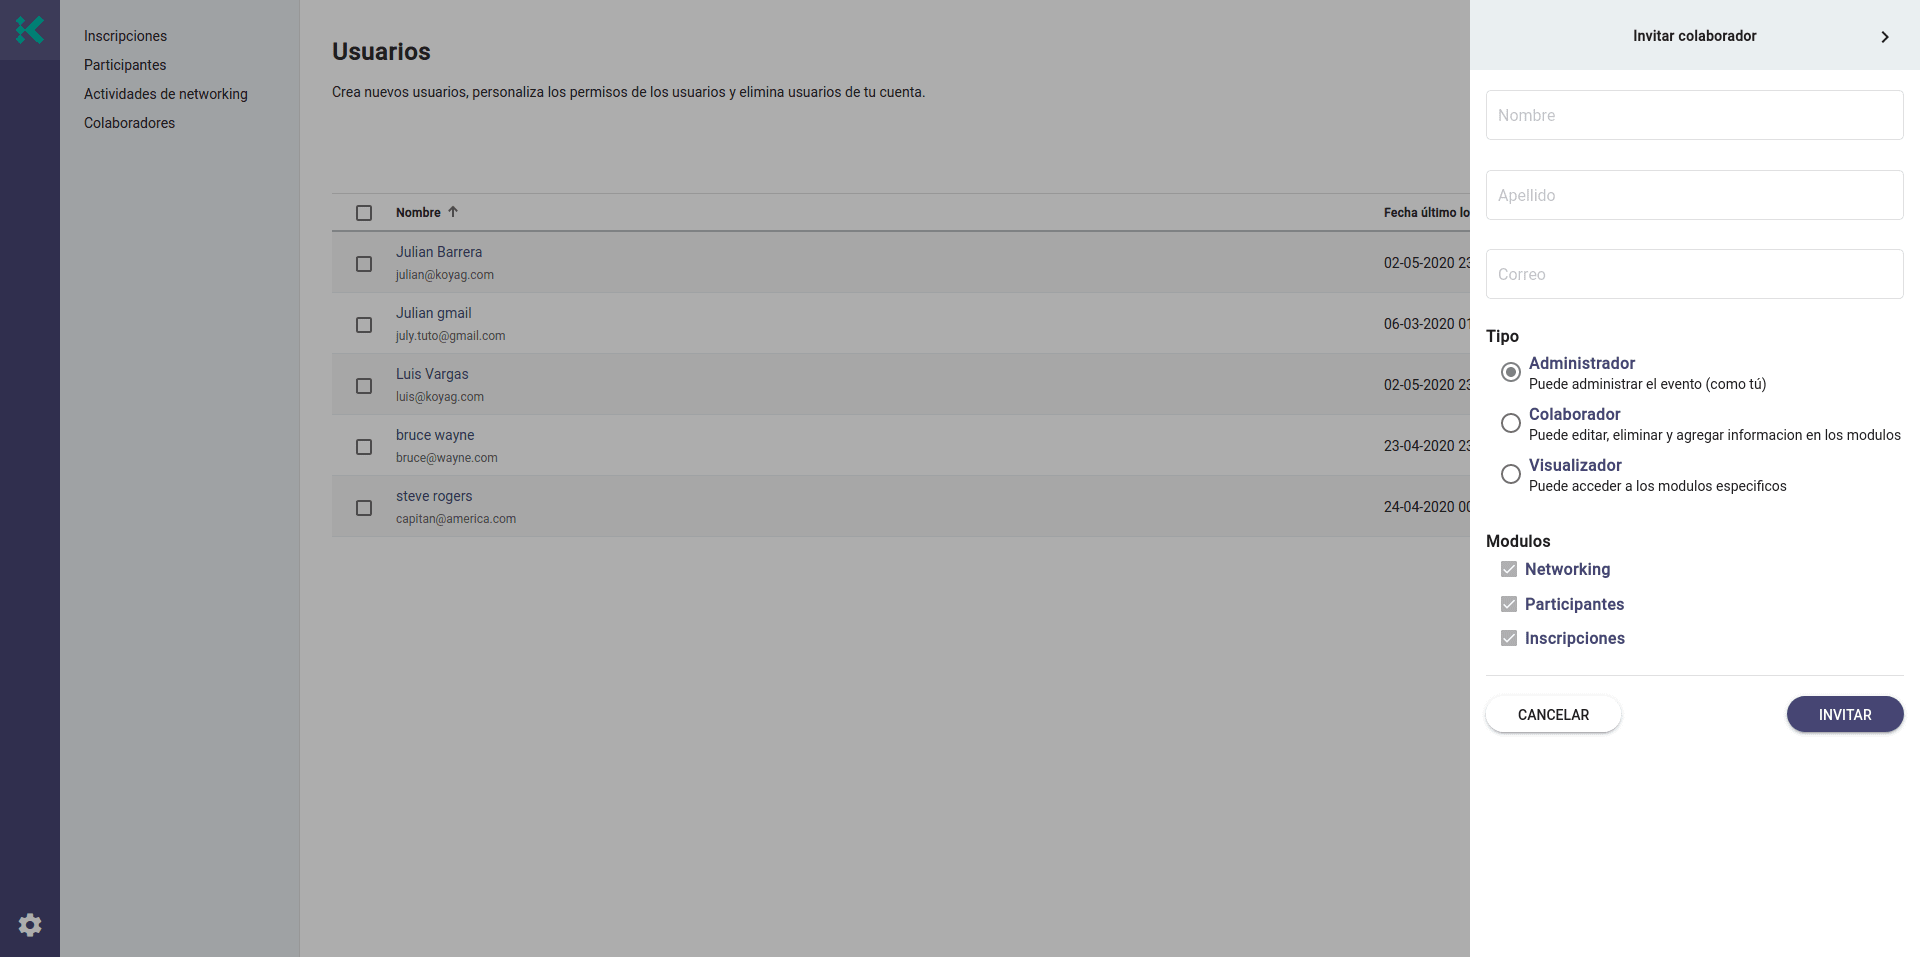 Inscripciones
Participantes
Actividades de networking
Colaboradores
Usuarios
Crea nuevos usuarios, personaliza los permisos de los usuarios y elimina usuarios de tu cuenta.
Nombre
Fecha último lo
Julian Barrera
julian@koyag.com
02-05-2020 23
Julian gmail
july.tuto@gmail.com
06-03-2020 01
Luis Vargas
luis@koyag.com
02-05-2020 23
bruce wayne
bruce@wayne.com
23-04-2020 23
steve rogers
capitan@america.com
24-04-2020 00
Invitar colaborador
Nombre
Apellido
Correo
Tipo
Administrador
Puede administrar el evento (como tú)
Colaborador
Puede editar, eliminar y agregar informacion en los modulos
Visualizador
Puede acceder a los modulos especificos
Modulos
Networking
Participantes
Inscripciones
CANCELAR
INVITAR